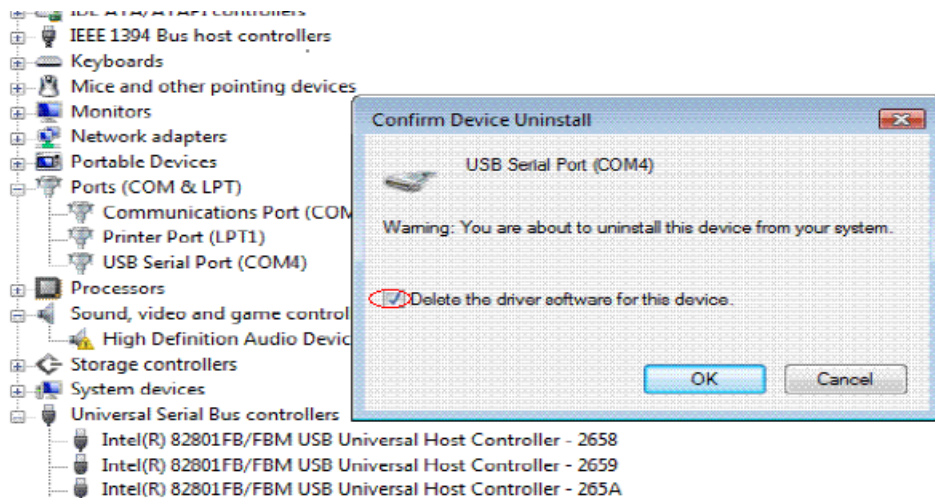 IDE ATA/ATAPI controllers
IEEE 1394 Bus host controllers
Keyboards
Mice and other pointing devices
Monitors
Network adapters
Portable Devices
Ports (COM & LPT)
Communications Port (COM
Printer Port (LPT1)
USB Serial Port (COM4)
Processors
Sound, video and game control
High Definition Audio Devic
Storage controllers
System devices
Universal Serial Bus controllers
Intel(R) 82801FB/FBM USB Universal Host Controller - 2658
Intel(R) 82801FB/FBM USB Universal Host Controller - 2659
Intel(R) 82801FB/FBM USB Universal Host Controller - 265A
Confirm Device Uninstall
USB Serial Port (COM4)
Warning: You are about to uninstall this device from your system.
Delete the driver software for this device.
OK
Cancel